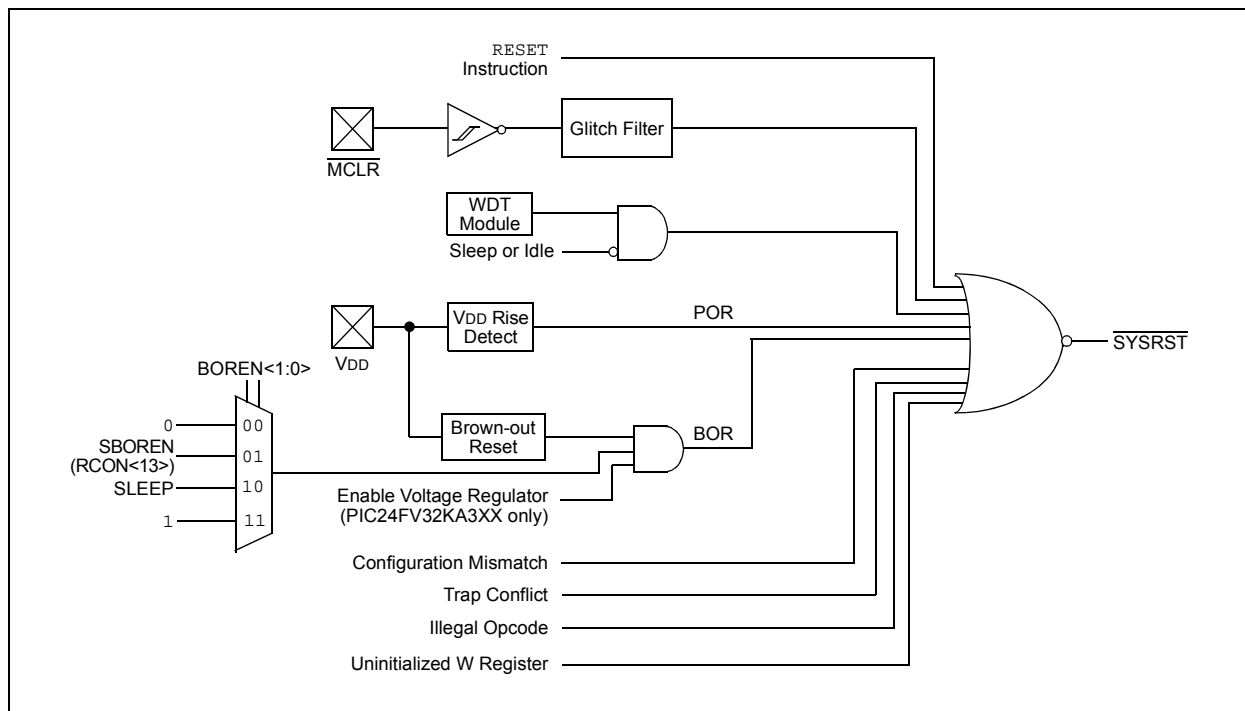 RESET
Instruction
Glitch Filter
MCLR
WDT
Module
Sleep or Idle
VDD Rise
Detect
POR
VDD
SYSRST
BOREN<1:0>
0
00
SBOREN
(RCON<13>)
01
SLEEP
10
1
11
Brown-out
Reset
BOR
Enable Voltage Regulator
(PIC24FV32KA3XX only)
Configuration Mismatch
Trap Conflict
Illegal Opcode
Uninitialized W Register